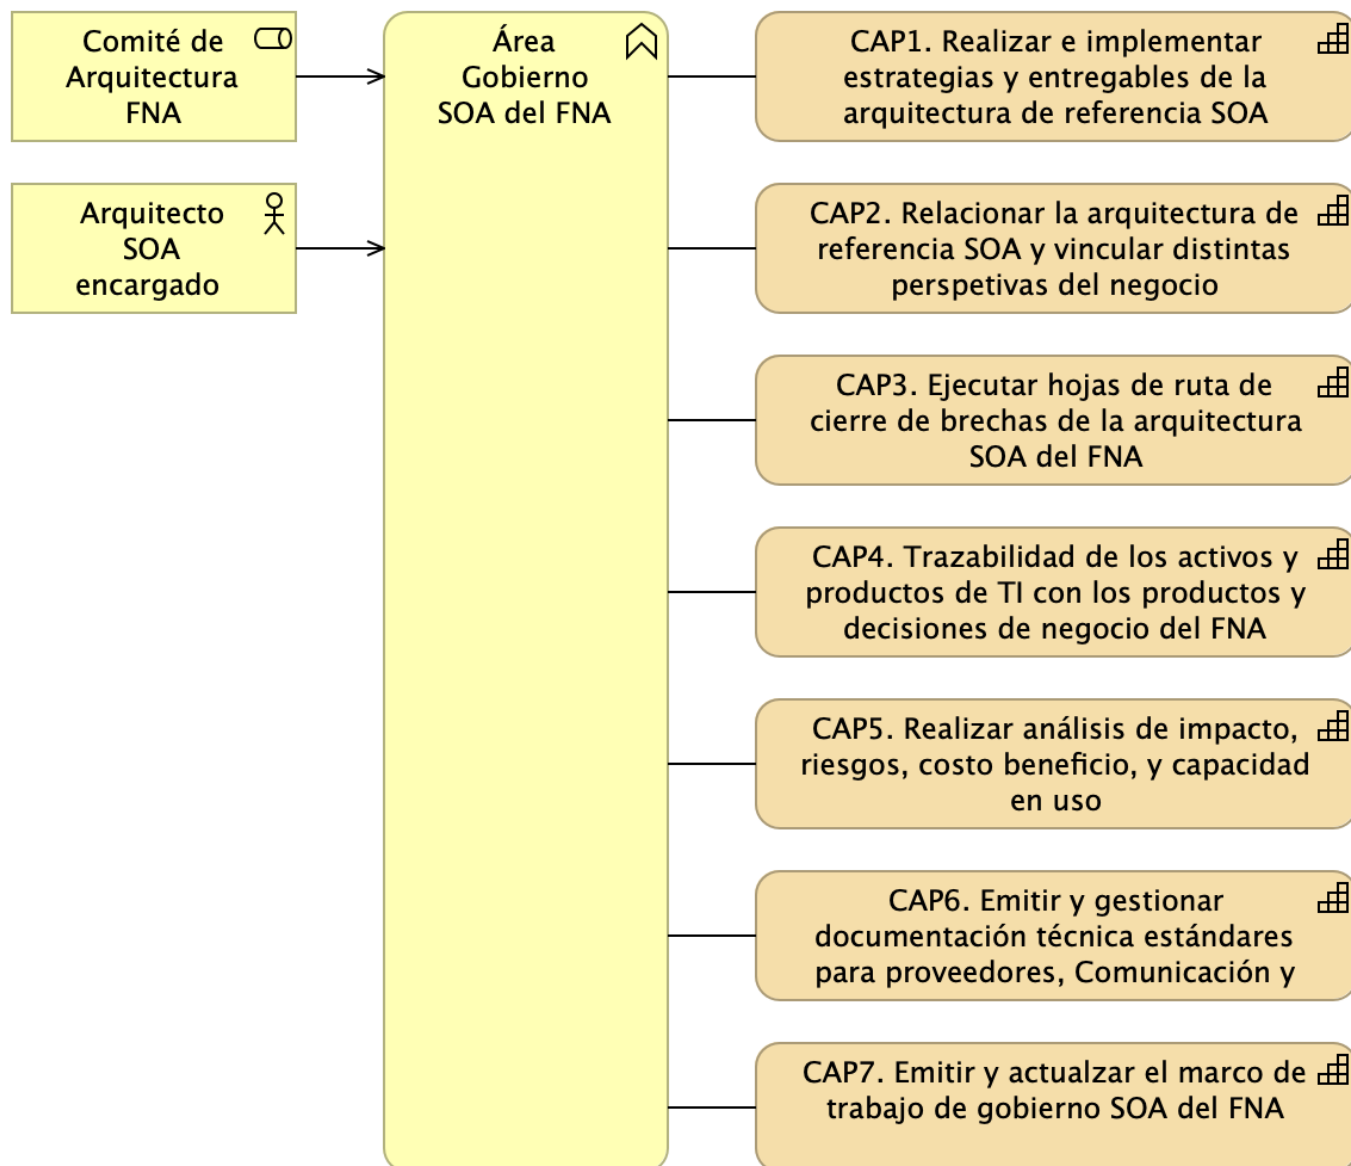 Comité de
Arquitectura
FNA
Arquitecto
SOA
encargado
Área
Gobierno
SOA del FNA
CAP1. Realizar e implementar
estrategias y entregables de la
arquitectura de referencia SOA
CAP2. Relacionar la arquitectura de
referencia SOA y vincular distintas
perspetivas del negocio
CAP3. Ejecutar hojas de ruta de
cierre de brechas de la arquitectura
SOA del FNA
CAP4. Trazabilidad de los activos y
productos de TI con los productos y
decisiones de negocio del FNA
CAP5. Realizar análisis de impacto,
riesgos, costo beneficio, y capacidad
en uso
CAP6. Emitir y gestionar
documentación técnica estándares
para proveedores, Comunicación y
CAP7. Emitir y actualzar el marco de
trabajo de gobierno SOA del FNA